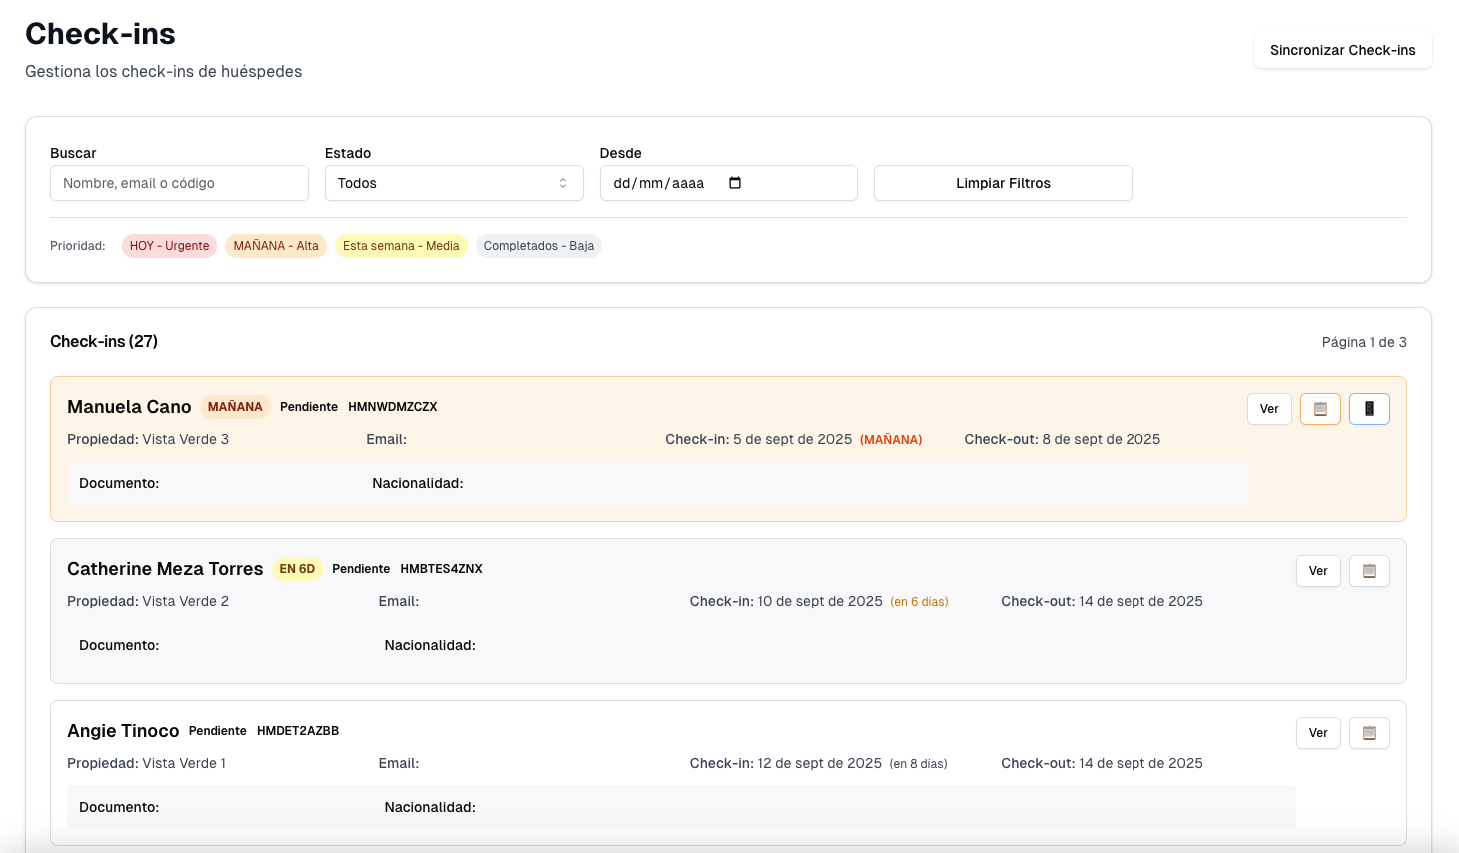 Check-ins
Gestiona los check-ins de huéspedes
Sincronizar Check-ins
Buscar
Estado
Desde
Nombre, email o código
Todos
dd/mm/aaaa
Limpiar Filtros
Prioridad: HOY - Urgente MAÑANA - Alta Esta semana - Media Completados - Baja
Check-ins (27)
Página 1 de 3
Manuela Cano MAÑANA Pendiente HMNWDMZCZX
Ver
Propiedad: Vista Verde 3 Email: Check-in: 5 de sept de 2025 (MAÑANA) Check-out: 8 de sept de 2025
Documento: Nacionalidad:
Catherine Meza Torres EN 6D Pendiente HMBTES4ZNX
Ver
Propiedad: Vista Verde 2 Email: Check-in: 10 de sept de 2025 (en 6 días) Check-out: 14 de sept de 2025
Documento: Nacionalidad:
Angie Tinoco Pendiente HMDET2AZBB
Ver
Propiedad: Vista Verde 1 Email: Check-in: 12 de sept de 2025 (en 8 días) Check-out: 14 de sept de 2025
Documento: Nacionalidad: